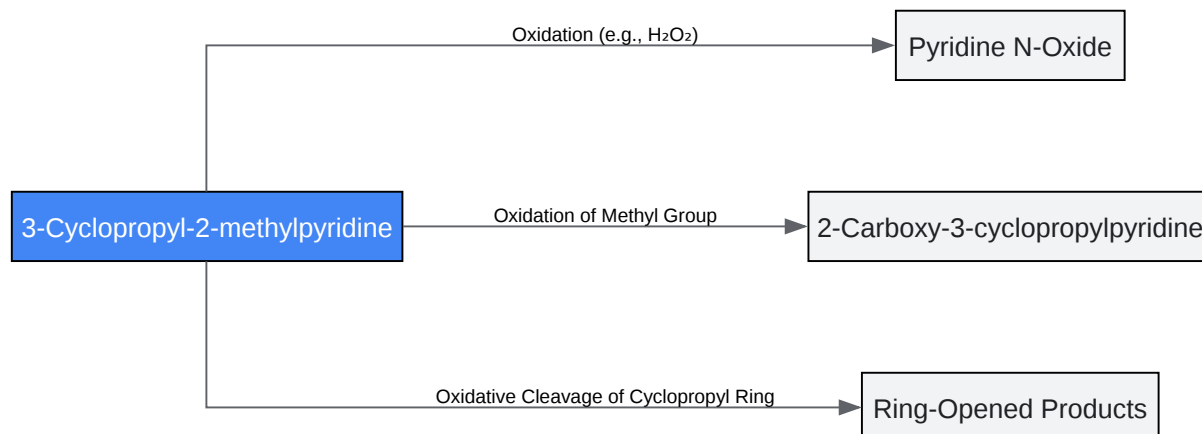 Oxidation (e.g., H₂O₂)
Pyridine N-Oxide
3-Cyclopropyl-2-methylpyridine
Oxidation of Methyl Group
2-Carboxy-3-cyclopropylpyridine
Oxidative Cleavage of Cyclopropyl Ring
Ring-Opened Products